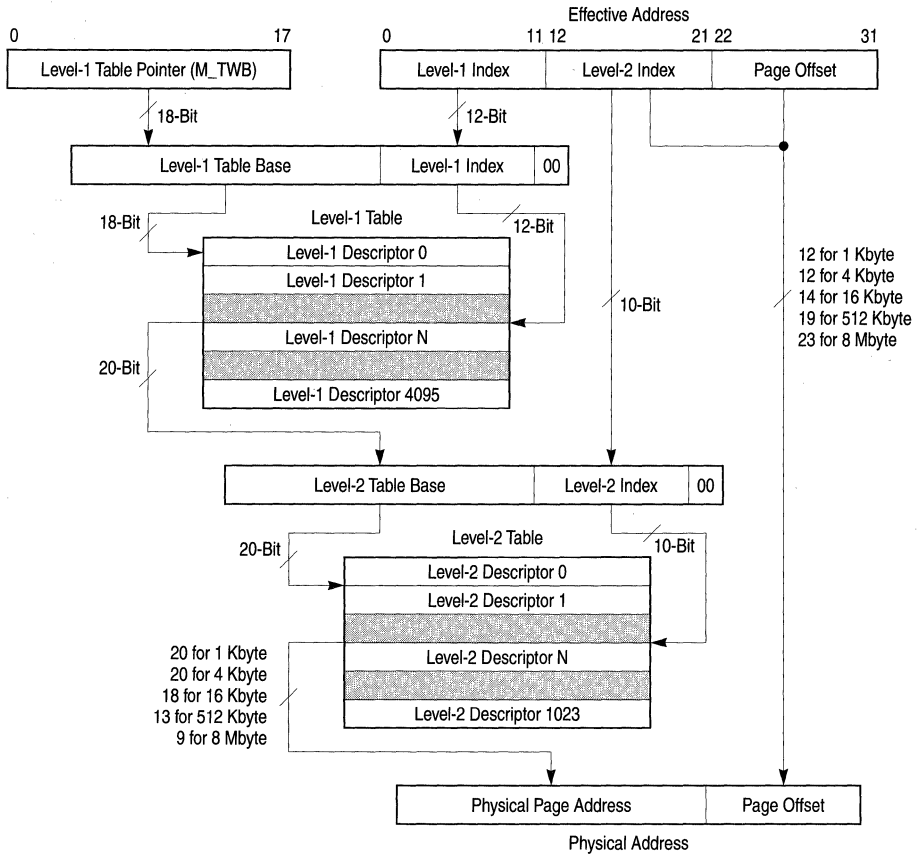 Effective Address
0 17 0 11 12 21 22 31
Level-1 Table Pointer (M_TWB) Level-1 Index Level-2 Index Page Offset
18-Bit 12-Bit
Level-1 Table Base Level-1 Index 00
18-Bit Level-1 Table 12-Bit
Level-1 Descriptor 0
Level-1 Descriptor 1
12 for 1 Kbyte
12 for 4 Kbyte
14 for 16 Kbyte
19 for 512 Kbyte
23 for 8 Mbyte
10-Bit
Level-1 Descriptor N
20-Bit
Level-1 Descriptor 4095
Level-2 Table Base Level-2 Index 00
20-Bit Level-2 Table 10-Bit
Level-2 Descriptor 0
Level-2 Descriptor 1
Level-2 Descriptor N
Level-2 Descriptor 1023
20 for 1 Kbyte
20 for 4 Kbyte
18 for 16 Kbyte
13 for 512 Kbyte
9 for 8 Mbyte
Physical Page Address Page Offset
Physical Address